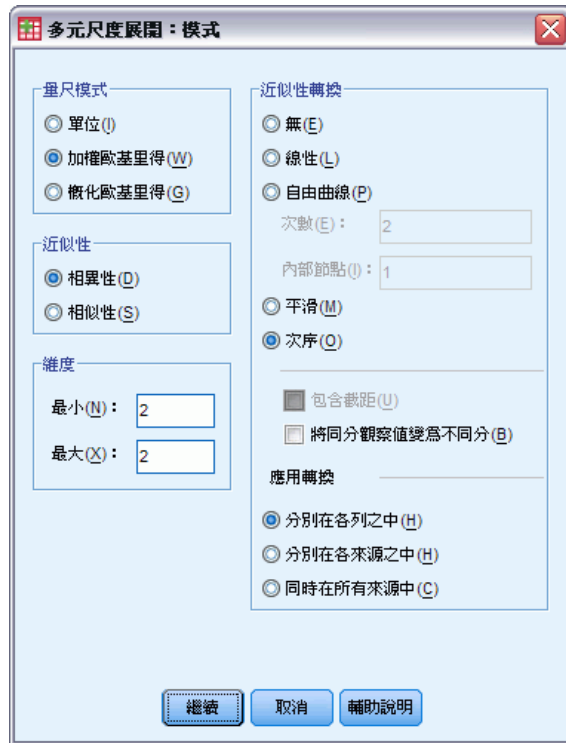 多元尺度展開：模式
量尺模式
單位(I)
加權歐基里得(W)
概化歐基里得(G)
近似性
相異性(D)
相似性(S)
維度
最小(N)： 2
最大(X)： 2
近似性轉換
無(E)
線性(L)
自由曲線(P)
次數(E)： 2
內部節點(I)： 1
平滑(M)
次序(O)
包含截距(U)
將同分觀察值變為不同分(B)
應用轉換
分別在各列之中(H)
分別在各來源之中(H)
同時在所有來源中(C)
繼續
取消
輔助說明